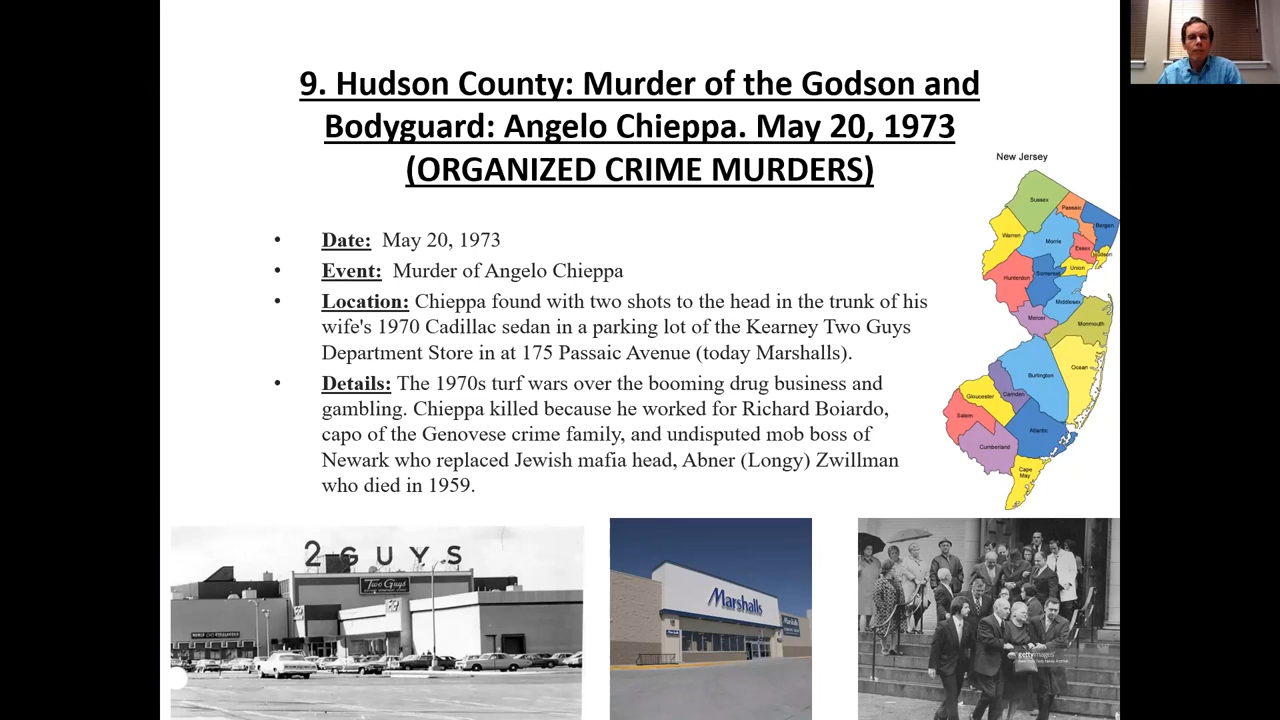 9. Hudson County: Murder of the Godson and
Bodyguard: Angelo Chieppa. May 20, 1973
(ORGANIZED CRIME MURDERS)
• Date: May 20, 1973
• Event: Murder of Angelo Chieppa
• Location: Chieppa found with two shots to the head in the trunk of his
wife's 1970 Cadillac sedan in a parking lot of the Kearney Two Guys
Department Store in at 175 Passaic Avenue (today Marshalls).
• Details: The 1970s turf wars over the booming drug business and
gambling. Chieppa killed because he worked for Richard Boiardo,
capo of the Genovese crime family, and undisputed mob boss of
Newark who replaced Jewish mafia head, Abner (Longy) Zwillman
who died in 1959.
New Jersey
Sussex
Passaic
Bergen
Warren
Morris
Essex
Hudson
Union
Hunterdon
Somerset
Middlesex
Mercer
Monmouth
Ocean
Burlington
Gloucester
Camden
Salem
Atlantic
Cumberland
Cape
May
2 GUYS
Two Guys
Marshalls
Marshalls
gettyimages